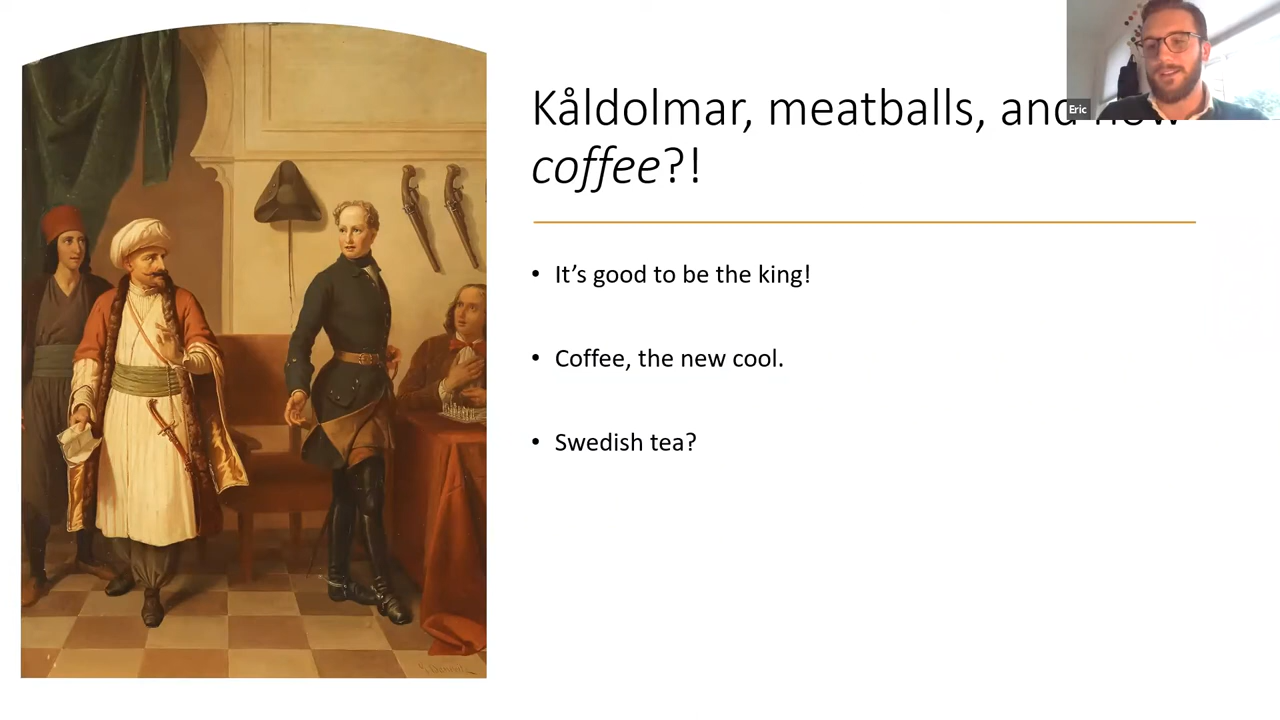 Kåldolmar, meatballs, and now
coffee?!
• It's good to be the king!
• Coffee, the new cool.
• Swedish tea?
Eric